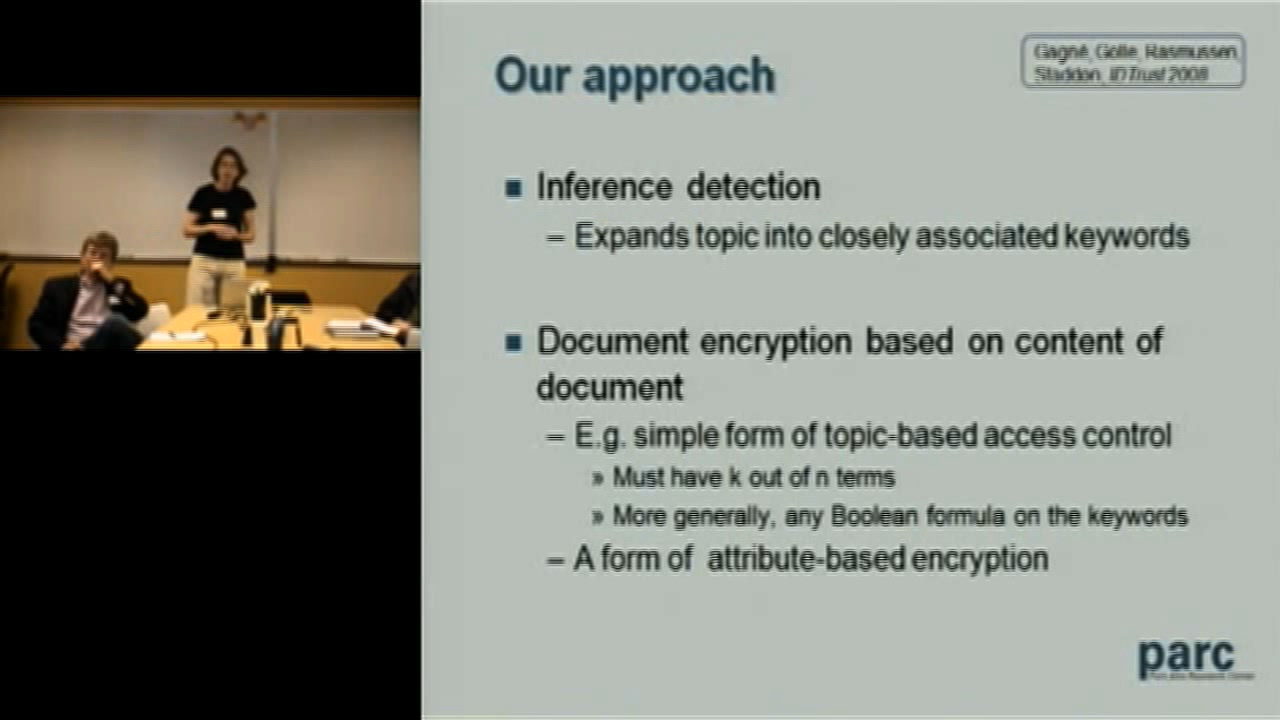 Our approach
Gagné, Golle, Rasmussen,
Staddon, IDTrust 2008
■ Inference detection
– Expands topic into closely associated keywords
■ Document encryption based on content of
document
– E.g. simple form of topic-based access control
» Must have k out of n terms
» More generally, any Boolean formula on the keywords
– A form of attribute-based encryption
parc